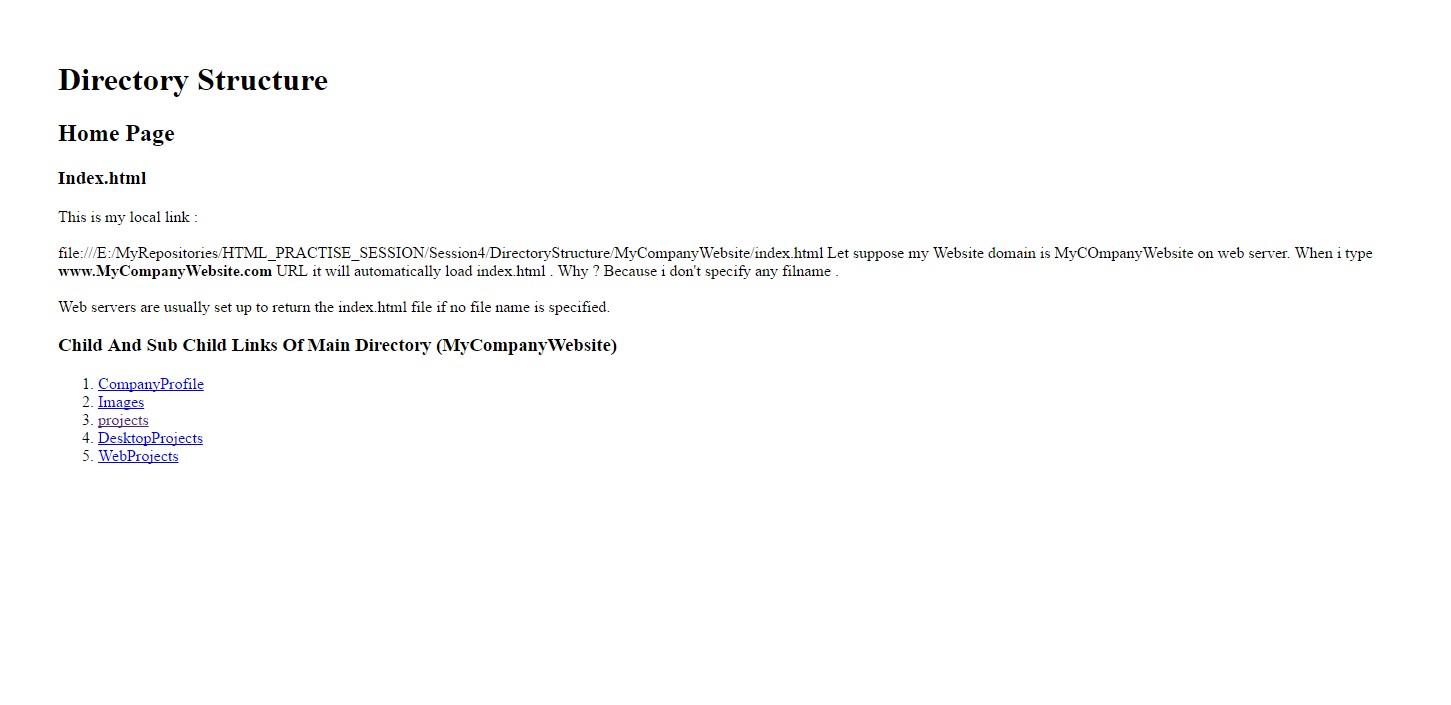 Directory Structure
Home Page
Index.html
This is my local link :
file:///E:/MyRepositories/HTML_PRACTISE_SESSION/Session4/DirectoryStructure/MyCompanyWebsite/index.html Let suppose my Website domain is MyCOmpanyWebsite on web server. When i type
www.MyCompanyWebsite.com URL it will automatically load index.html . Why ? Because i don't specify any filname .
Web servers are usually set up to return the index.html file if no file name is specified.
Child And Sub Child Links Of Main Directory (MyCompanyWebsite)
1. CompanyProfile
2. Images
3. projects
4. DesktopProjects
5. WebProjects